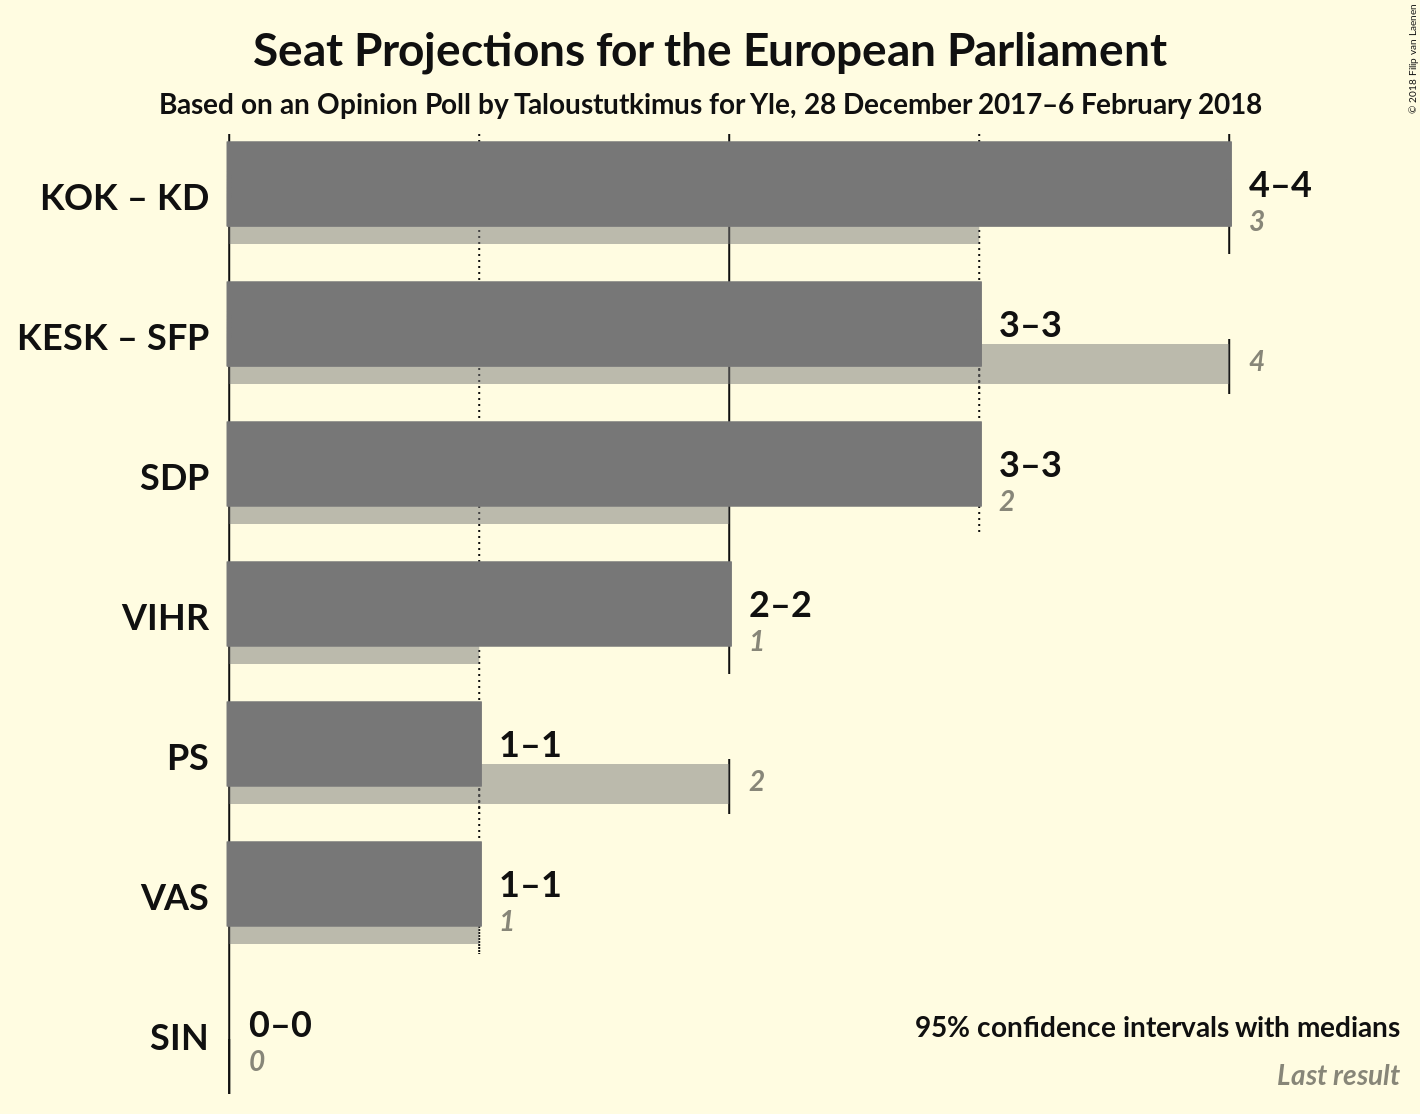 Seat Projections for the European Parliament
Based on an Opinion Poll by Taloustutkimus for Yle, 28 December 2017–6 February 2018
© 2018 Filip van Laenen
KOK – KD
4–4
3
KESK – SFP
3–3
4
SDP
3–3
2
VIHR
2–2
1
PS
1–1
2
VAS
1–1
1
SIN
0–0
0
95% confidence intervals with medians
Last result